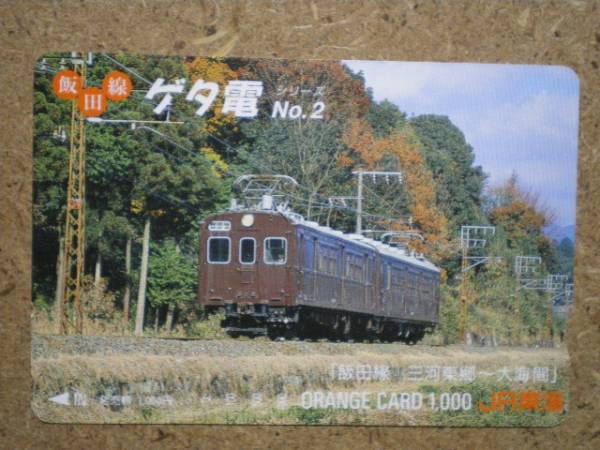 飯田線
ゲタ電 シリーズ No.2
「飯田線 三河東郷〜大海間」
ORANGE CARD 1,000 JR東海